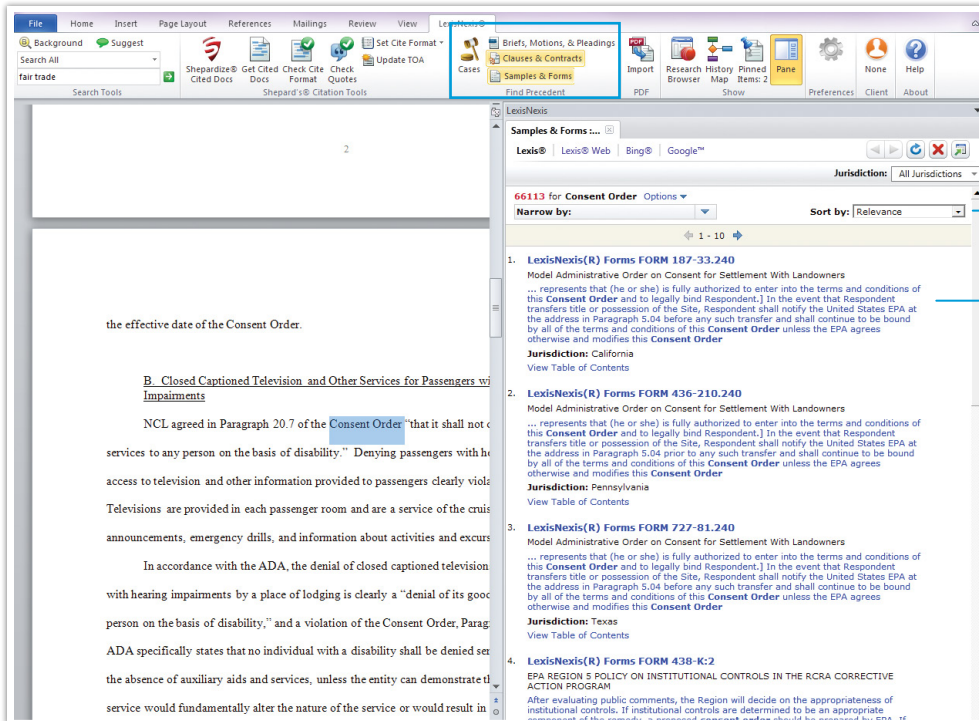 File Home Insert Page Layout References Mailings Review View LexisNexis®
Background Suggest
Search All
fair trade
Search Tools
Shepardize® Cited Docs
Get Cited Docs
Check Cite Format
Check Quotes
Set Cite Format
Update TOA
Shepard's® Citation Tools
Cases
Briefs, Motions, & Pleadings
Clauses & Contracts
Samples & Forms
Find Precedent
PDF
Import
PDF
Research Browser
History Map
Pinned Items: 2
Pane
Show
Preferences
None
Client
Help
About
2
the effective date of the Consent Order.
B. Closed Captioned Television and Other Services for Passengers wi
Impairments
NCL agreed in Paragraph 20.7 of the Consent Order "that it shall not d
services to any person on the basis of disability." Denying passengers with he
access to television and other information provided to passengers clearly viola
Televisions are provided in each passenger room and are a service of the cruis
announcements, emergency drills, and information about activities and excurs
In accordance with the ADA, the denial of closed captioned television
with hearing impairments by a place of lodging is clearly a "denial of its good
person on the basis of disability," and a violation of the Consent Order, Parag
ADA specifically states that no individual with a disability shall be denied ser
the absence of auxiliary aids and services, unless the entity can demonstrate th
service would fundamentally alter the nature of the service or would result in
LexisNexis
Samples & Forms :...
Lexis® | Lexis® Web | Bing® | Google™
Jurisdiction: All Jurisdictions
66113 for Consent Order Options
Narrow by: Sort by: Relevance
1 - 10
1. LexisNexis(R) Forms FORM 187-33.240
Model Administrative Order on Consent for Settlement With Landowners
... represents that (he or she) is fully authorized to enter into the terms and conditions of
this Consent Order and to legally bind Respondent.] In the event that Respondent
transfers title or possession of the Site, Respondent shall notify the United States EPA at
the address in Paragraph 5.04 before any such transfer and shall continue to be bound
by all of the terms and conditions of this Consent Order unless the EPA agrees
otherwise and modifies this Consent Order
Jurisdiction: California
View Table of Contents
2. LexisNexis(R) Forms FORM 436-210.240
Model Administrative Order on Consent for Settlement With Landowners
... represents that (he or she) is fully authorized to enter into the terms and conditions of
this Consent Order and to legally bind Respondent.] In the event that Respondent
transfers title or possession of the Site, Respondent shall notify the United States EPA at
the address in Paragraph 5.04 prior to any such transfer and shall continue to be bound
by all of the terms and conditions of this Consent Order unless the EPA agrees
otherwise and modifies this Consent Order
Jurisdiction: Pennsylvania
View Table of Contents
3. LexisNexis(R) Forms FORM 727-81.240
Model Administrative Order on Consent for Settlement With Landowners
... represents that (he or she) is fully authorized to enter into the terms and conditions of
this Consent Order and to legally bind Respondent.] In the event that Respondent
transfers title or possession of the Site, Respondent shall notify the United States EPA at
the address in Paragraph 5.04 before any such transfer and shall continue to be bound
by all of the terms and conditions of this Consent Order unless the EPA agrees
otherwise and modifies this Consent Order
Jurisdiction: Texas
View Table of Contents
4. LexisNexis(R) Forms FORM 438-K:2
EPA REGION 5 POLICY ON INSTITUTIONAL CONTROLS IN THE RCRA CORRECTIVE
ACTION PROGRAM
After evaluating public comments, the Region will decide on the appropriateness of
institutional controls. If institutional controls are determined to be an appropriate
component of the remedy, a proposed consent order should be prepared by EPA. If